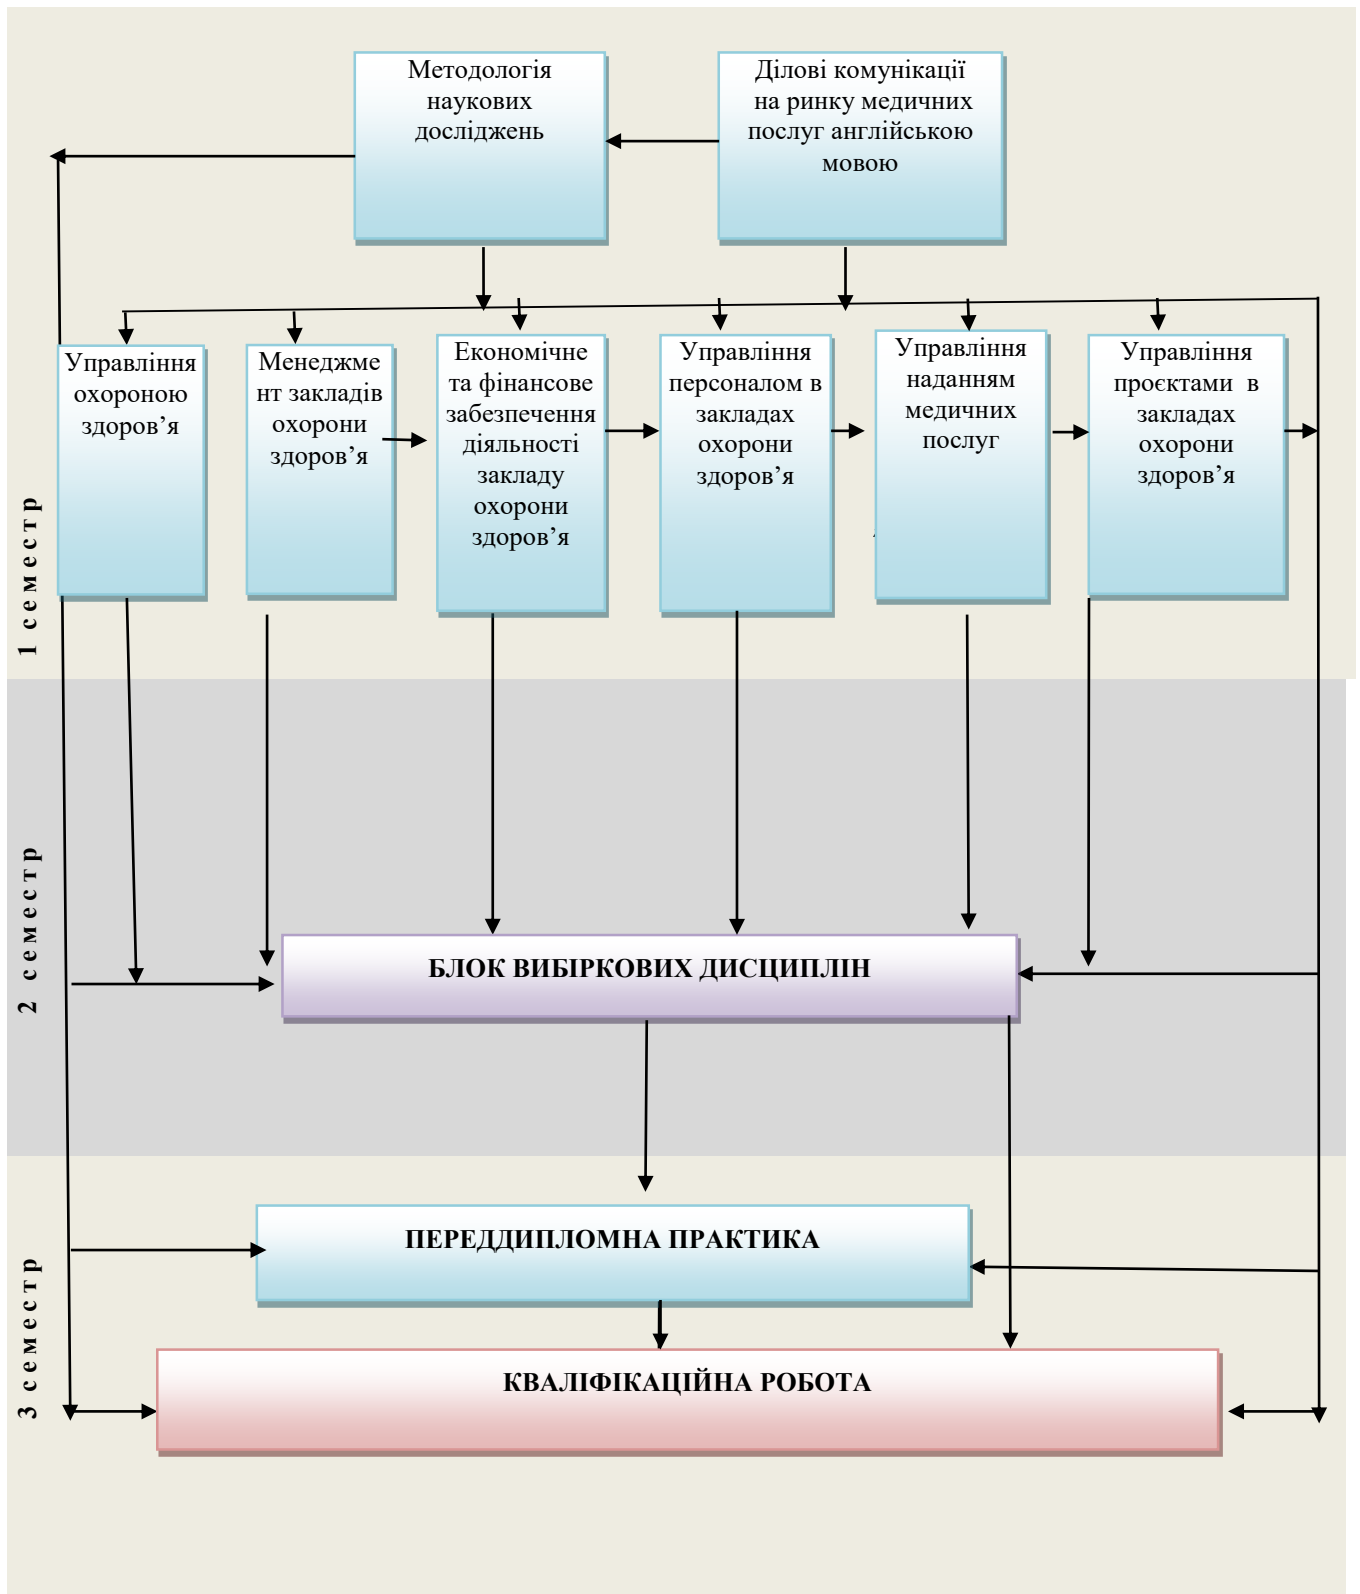 Методологія
наукових
досліджень
Ділові комунікації
на ринку медичних
послуг англійською
мовою
Управління
охороною
здоров’я
Менеджме
нт закладів
охорони
здоров’я
Економічне
та фінансове
забезпечення
діяльності
закладу
охорони
здоров’я
Управління
персоналом в
закладах
охорони
здоров’я
Управління
наданням
медичних
послуг
Управління
проєктами в
закладах
охорони
здоров’я
1 семестр
2 семестр
БЛОК ВИБІРКОВИХ ДИСЦИПЛІН
3 семестр
ПЕРЕДДИПЛОМНА ПРАКТИКА
КВАЛІФІКАЦІЙНА РОБОТА